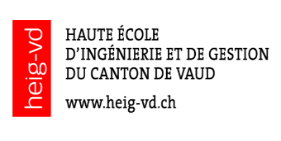 heig-vd
HAUTE ÉCOLE
D'INGÉNIERIE ET DE GESTION
DU CANTON DE VAUD
www.heig-vd.ch